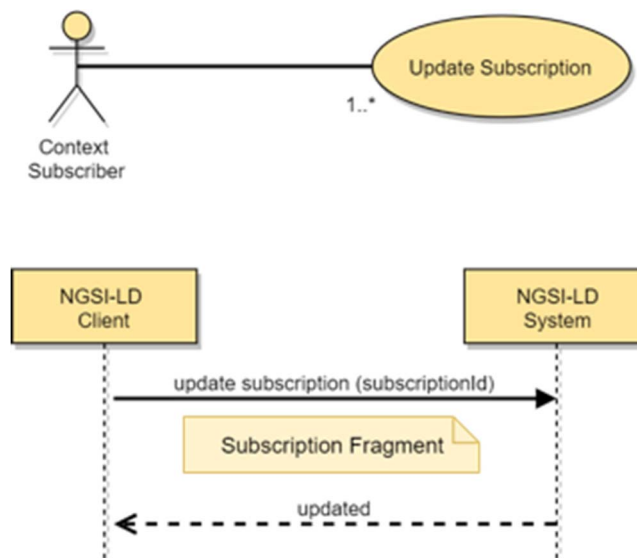 Update Subscription
1..*
Context
Subscriber
NGSI-LD
Client
NGSI-LD
System
update subscription (subscriptionId)
Subscription Fragment
updated